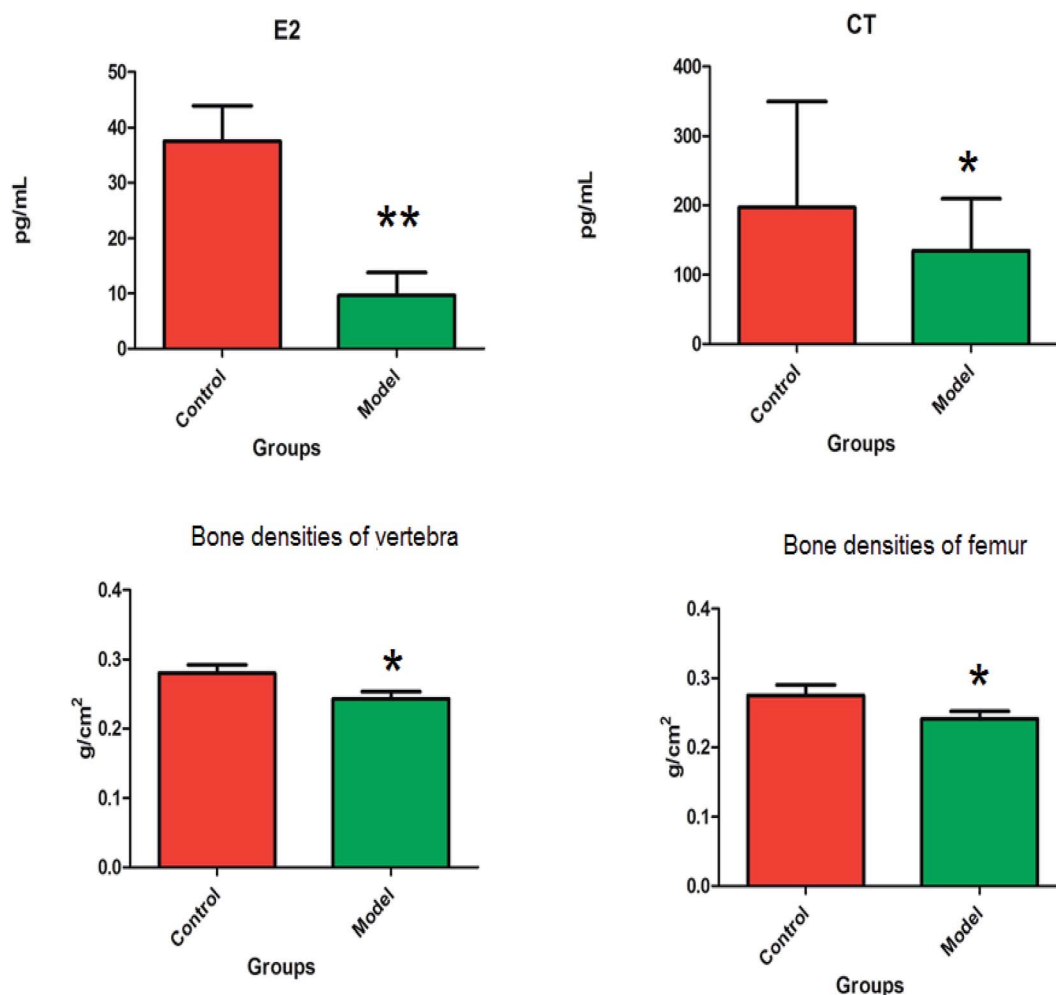 E2
pg/mL
50
40
30
20
10
0
**
Control
Model
Groups
CT
pg/mL
400
300
200
100
0
*
Control
Model
Groups
Bone densities of vertebra
g/cm²
0.4
0.3
0.2
0.1
0.0
*
Control
Model
Groups
Bone densities of femur
g/cm²
0.4
0.3
0.2
0.1
0.0
*
Control
Model
Groups